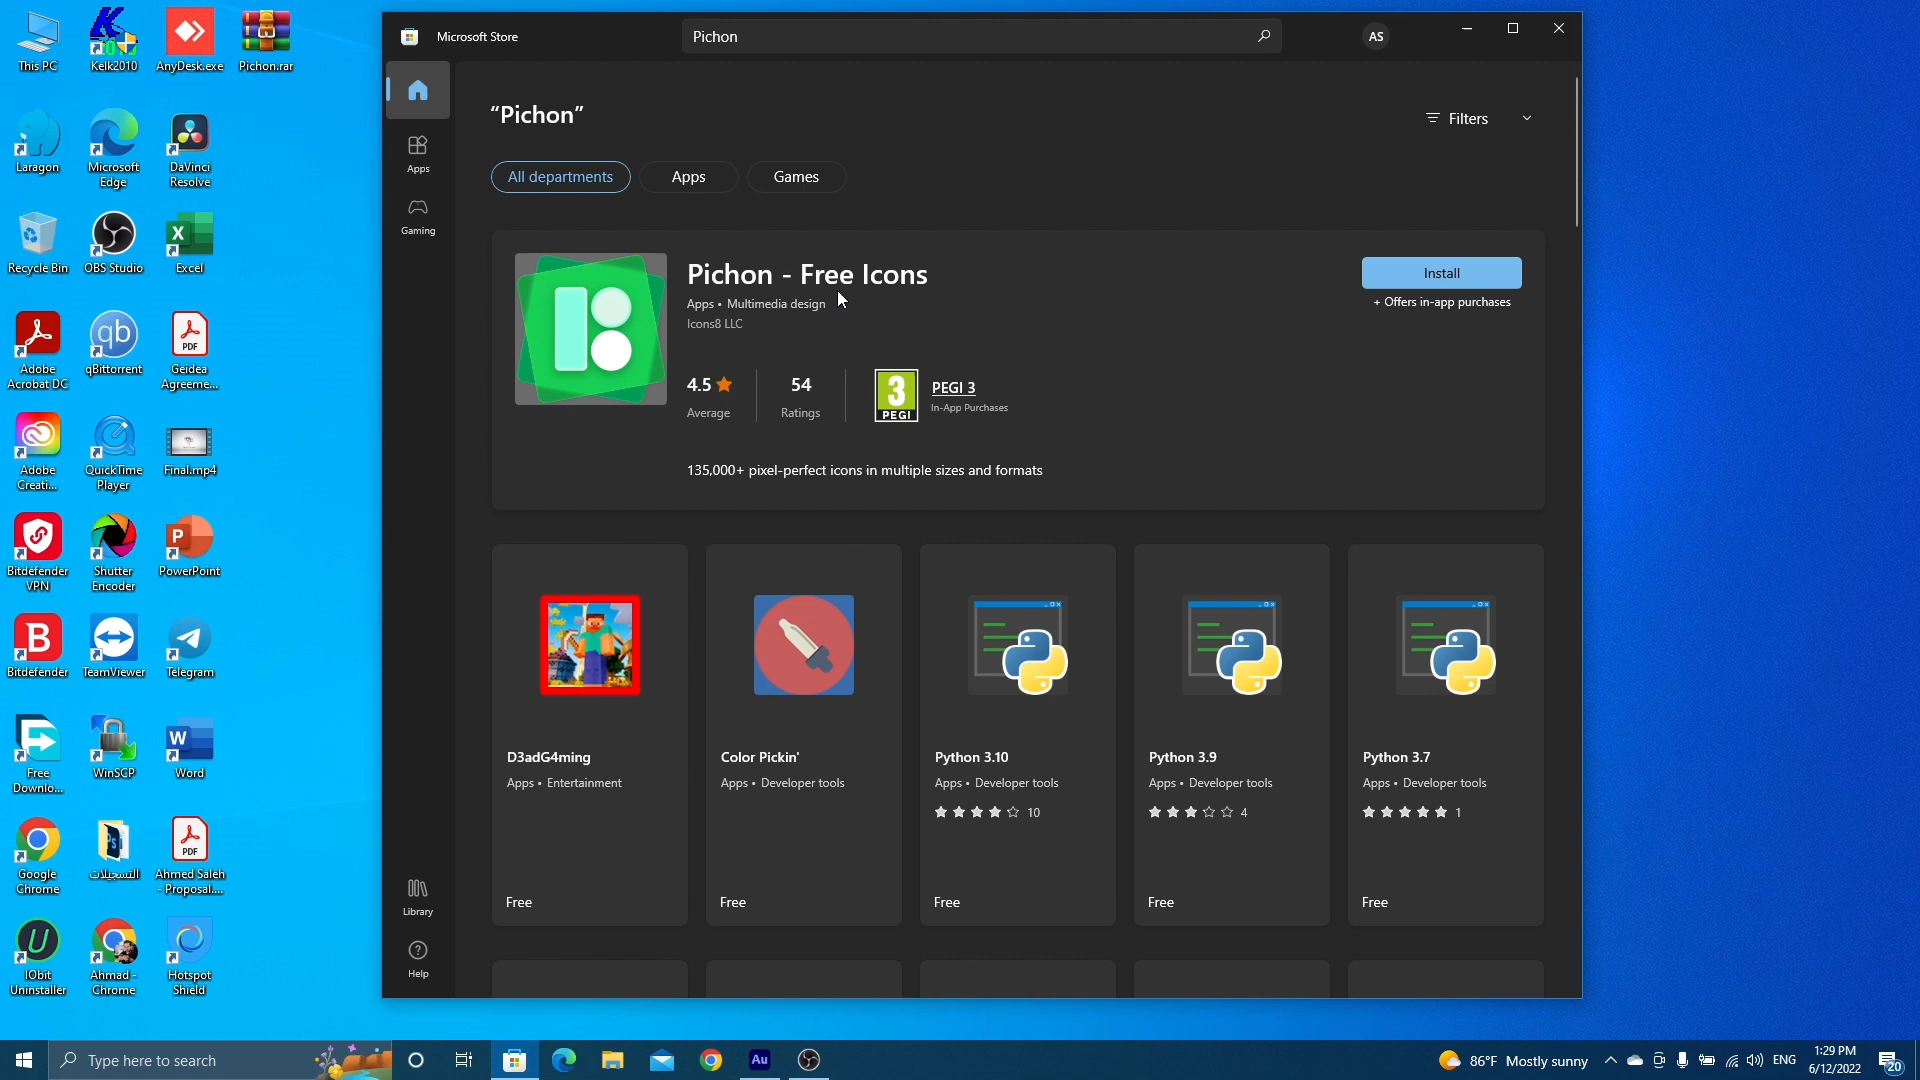 This PC
Kelk2010
AnyDesk.exe
Pichon.rar
Laragon
Microsoft
Edge
DaVinci
Resolve
Recycle Bin
OBS Studio
Excel
Adobe
Acrobat DC
qBittorrent
PDF
Geidea
Agreeme...
Adobe
Creati...
QuickTime
Player
Final.mp4
Bitdefender
VPN
Shutter
Encoder
PowerPoint
Bitdefender
TeamViewer
Telegram
Free
Downlo...
WinSCP
Word
Google
Chrome
التسجيلات
PDF
Ahmed Saleh
- Proposal....
IObit
Uninstaller
Ahmad -
Chrome
Hotspot
Shield
Microsoft Store
Pichon
AS
Apps
Gaming
Library
Help
“Pichon”
Filters
All departments
Apps
Games
Pichon - Free Icons
Apps • Multimedia design
Icons8 LLC
Install
+ Offers in-app purchases
4.5
Average
54
Ratings
3
PEGI
PEGI 3
In-App Purchases
135,000+ pixel-perfect icons in multiple sizes and formats
D3adG4ming
Apps • Entertainment
Free
Color Pickin'
Apps • Developer tools
Free
Python 3.10
Apps • Developer tools
10
Free
Python 3.9
Apps • Developer tools
4
Free
Python 3.7
Apps • Developer tools
1
Free
Type here to search
Au
86°F Mostly sunny
ENG
1:29 PM
6/12/2022
20